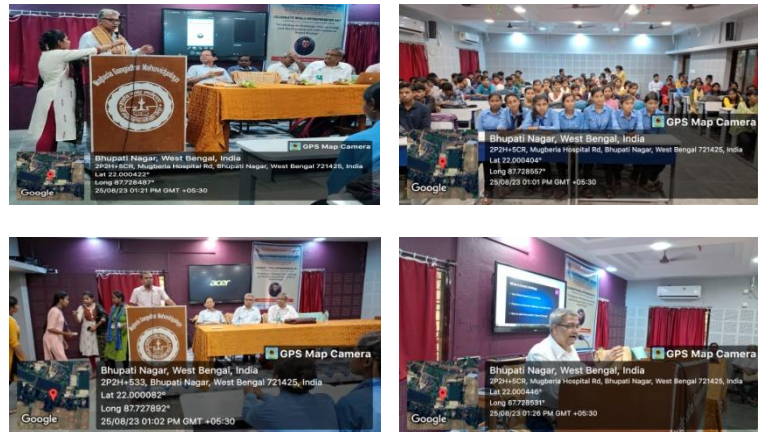 CELEBRATE WORLD ENTREPRENEURS DAY
Mugberia Gangadhar Mahavidyalaya
GPS Map Camera
Bhupati Nagar, West Bengal, India
2P2H+5CR, Mugberia Hospital Rd, Bhupati Nagar, West Bengal 721425, India
Lat 22.000422°
Long 87.728487°
25/08/23 01:21 PM GMT +05:30
Google
GPS Map Camera
Bhupati Nagar, West Bengal, India
2P2H+5CR, Mugberia Hospital Rd, Bhupati Nagar, West Bengal 721425, India
Lat 22.000404°
Long 87.728557°
25/08/23 01:01 PM GMT +05:30
Google
acer
GPS Map Camera
Bhupati Nagar, West Bengal, India
2P2H+533, Bhupati Nagar, West Bengal 721425, India
Lat 22.000082°
Long 87.727892°
25/08/23 01:02 PM GMT +05:30
Google
GPS Map Camera
Bhupati Nagar, West Bengal, India
2P2H+5CR, Mugberia Hospital Rd, Bhupati Nagar, West Bengal 721425, India
Lat 22.000446°
Long 87.728531°
25/08/23 01:26 PM GMT +05:30
Google